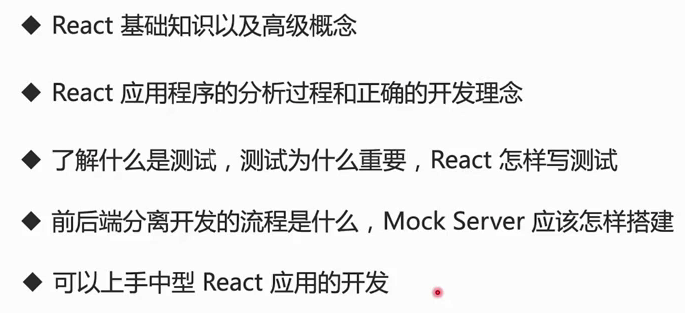 ◆ React 基础知识以及高级概念
◆ React 应用程序的分析过程和正确的开发理念
◆ 了解什么是测试，测试为什么重要，React 怎样写测试
◆ 前后端分离开发的流程是什么，Mock Server 应该怎样搭建
◆ 可以上手中型 React 应用的开发